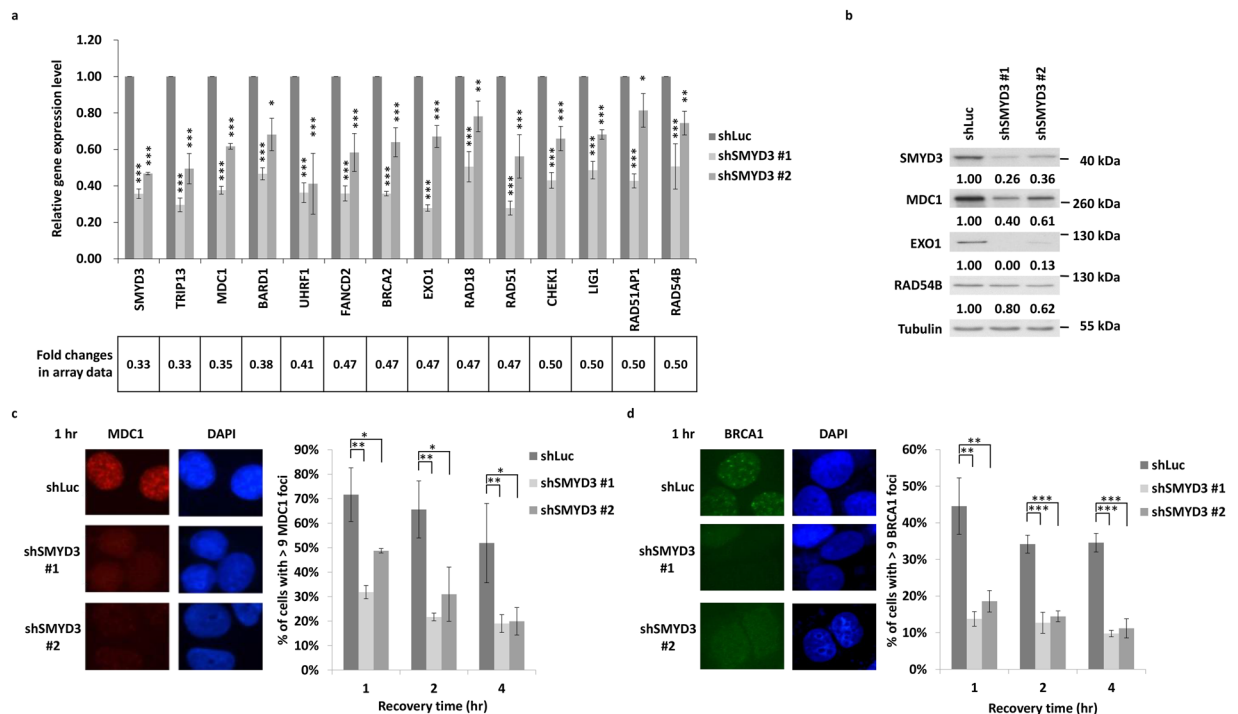 a
Relative gene expression level
1.20
1.00
0.80
0.60
0.40
0.20
0.00
*** *** *** *** *** *** *** * *** *** *** *** *** *** *** *** *** ** *** *** *** *** *** *** *** * *** **
shLuc
shSMYD3 #1
shSMYD3 #2
SMYD3 TRIP13 MDC1 BARD1 UHRF1 FANCD2 BRCA2 EXO1 RAD18 RAD51 CHEK1 LIG1 RAD51AP1 RAD54B
Fold changes
in array data
0.33 0.33 0.35 0.38 0.41 0.47 0.47 0.47 0.47 0.47 0.50 0.50 0.50 0.50
b
shLuc shSMYD3 #1 shSMYD3 #2
SMYD3 40 kDa
1.00 0.26 0.36
MDC1 260 kDa
1.00 0.40 0.61
EXO1 130 kDa
1.00 0.00 0.13
RAD54B 130 kDa
1.00 0.80 0.62
Tubulin 55 kDa
c
1 hr MDC1 DAPI
shLuc
shSMYD3
#1
shSMYD3
#2
% of cells with > 9 MDC1 foci
90%
80%
70%
60%
50%
40%
30%
20%
10%
0%
*
**
*
**
*
**
shLuc
shSMYD3 #1
shSMYD3 #2
1 2 4
Recovery time (hr)
d
1 hr BRCA1 DAPI
shLuc
shSMYD3
#1
shSMYD3
#2
% of cells with > 9 BRCA1 foci
60%
50%
40%
30%
20%
10%
0%
**
**
***
***
***
***
shLuc
shSMYD3 #1
shSMYD3 #2
1 2 4
Recovery time (hr)